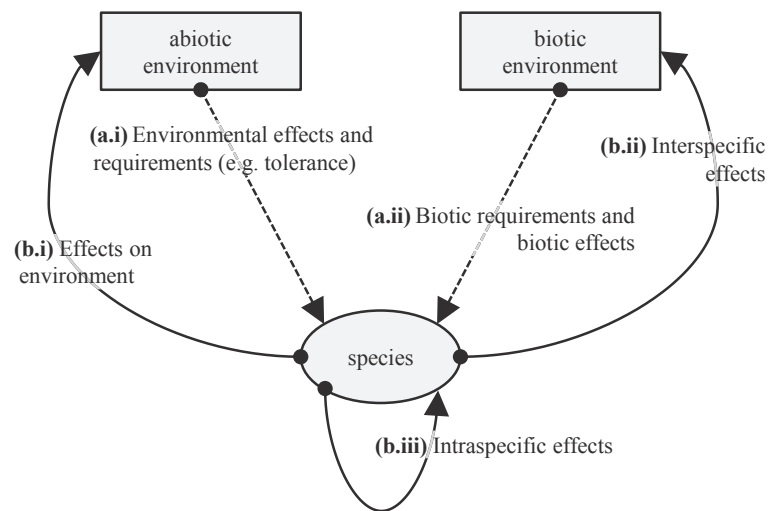 abiotic
environment
biotic
environment
(a.i) Environmental effects and
requirements (e.g. tolerance)
(b.ii) Interspecific
effects
(a.ii) Biotic requirements and
biotic effects
(b.i) Effects on
environment
species
(b.iii) Intraspecific effects